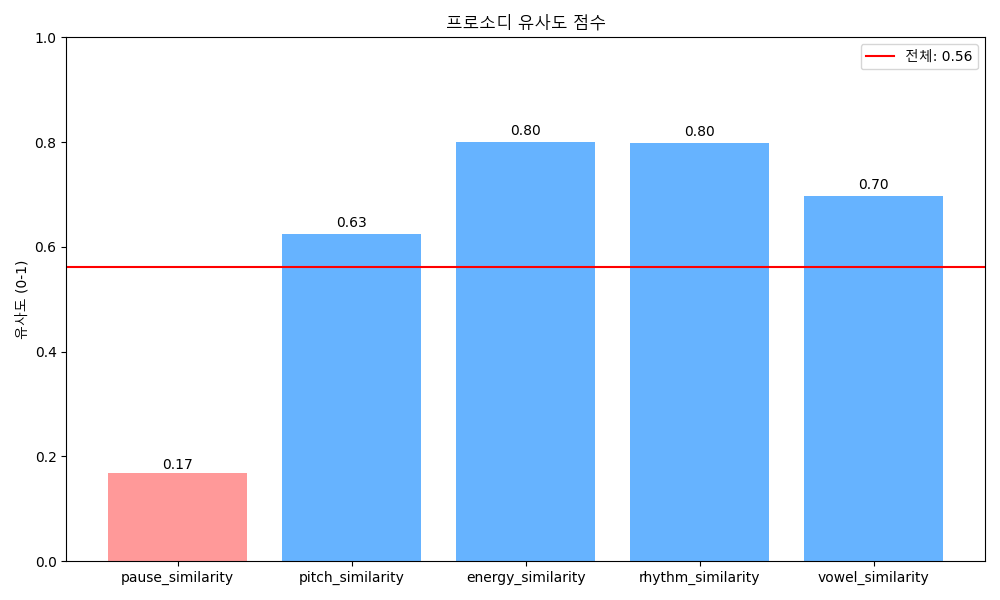 프로소디 유사도 점수
전체: 0.56
유사도 (0-1)
1.0
0.8
0.6
0.4
0.2
0.0
0.17
0.63
0.80
0.80
0.70
pause_similarity
pitch_similarity
energy_similarity
rhythm_similarity
vowel_similarity